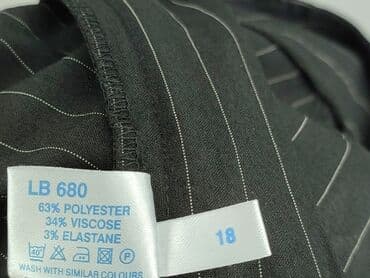 LB 680
63% POLYESTER
34% VISCOSE
3% ELASTANE
40
P
WASH WITH SIMILAR COLOURS
18